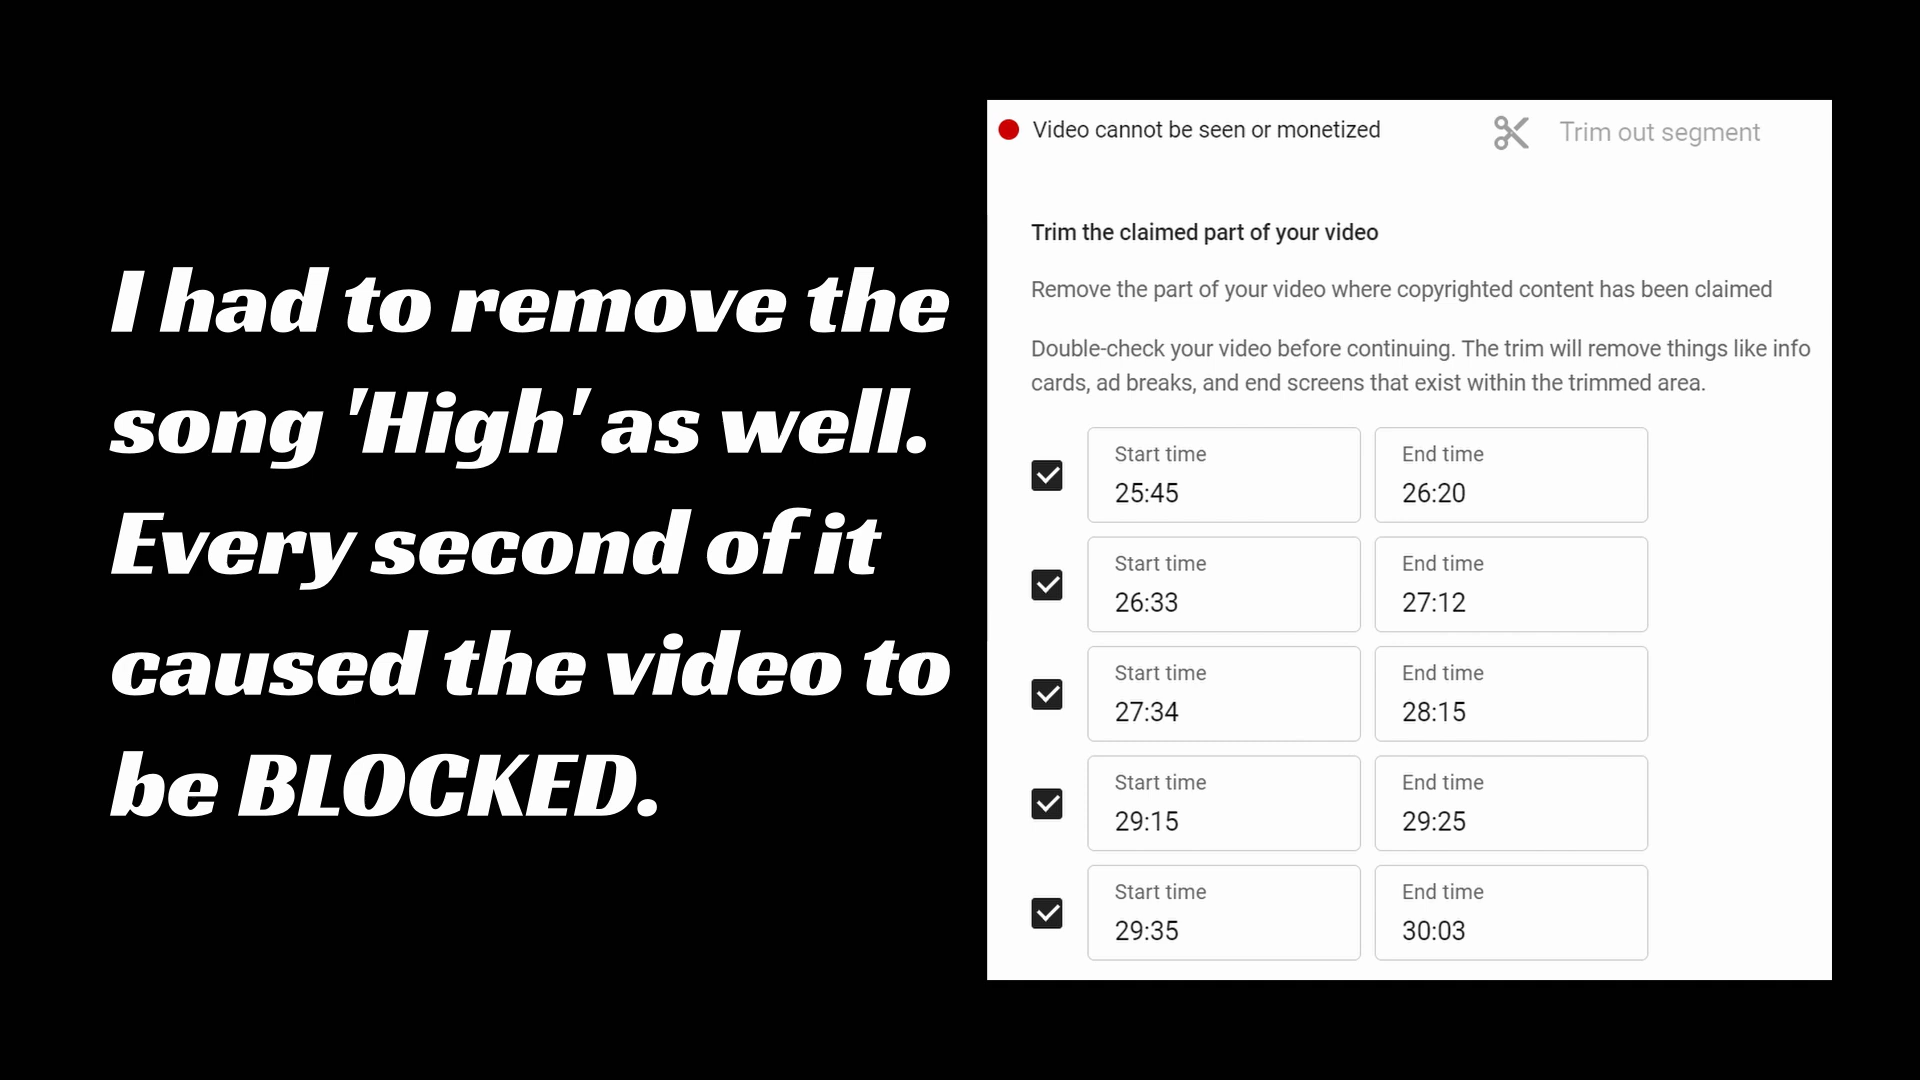 I had to remove the
song 'High' as well.
Every second of it
caused the video to
be BLOCKED.
Video cannot be seen or monetized
Trim out segment
Trim the claimed part of your video
Remove the part of your video where copyrighted content has been claimed
Double-check your video before continuing. The trim will remove things like info
cards, ad breaks, and end screens that exist within the trimmed area.
Start time End time
25:45 26:20
Start time End time
26:33 27:12
Start time End time
27:34 28:15
Start time End time
29:15 29:25
Start time End time
29:35 30:03